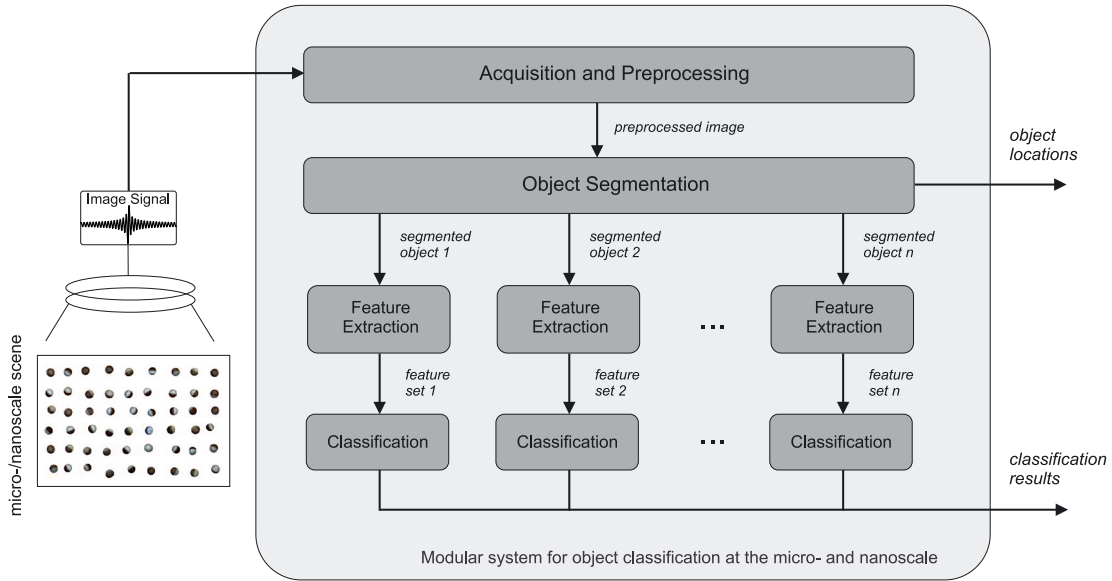 Acquisition and Preprocessing
preprocessed image
object
locations
Object Segmentation
Image Signal
segmented
object 1
segmented
object 2
segmented
object n
Feature
Extraction
Feature
Extraction
...
Feature
Extraction
micro-/nanoscale scene
feature
set 1
feature
set 2
feature
set n
Classification
Classification
...
Classification
classification
results
Modular system for object classification at the micro- and nanoscale